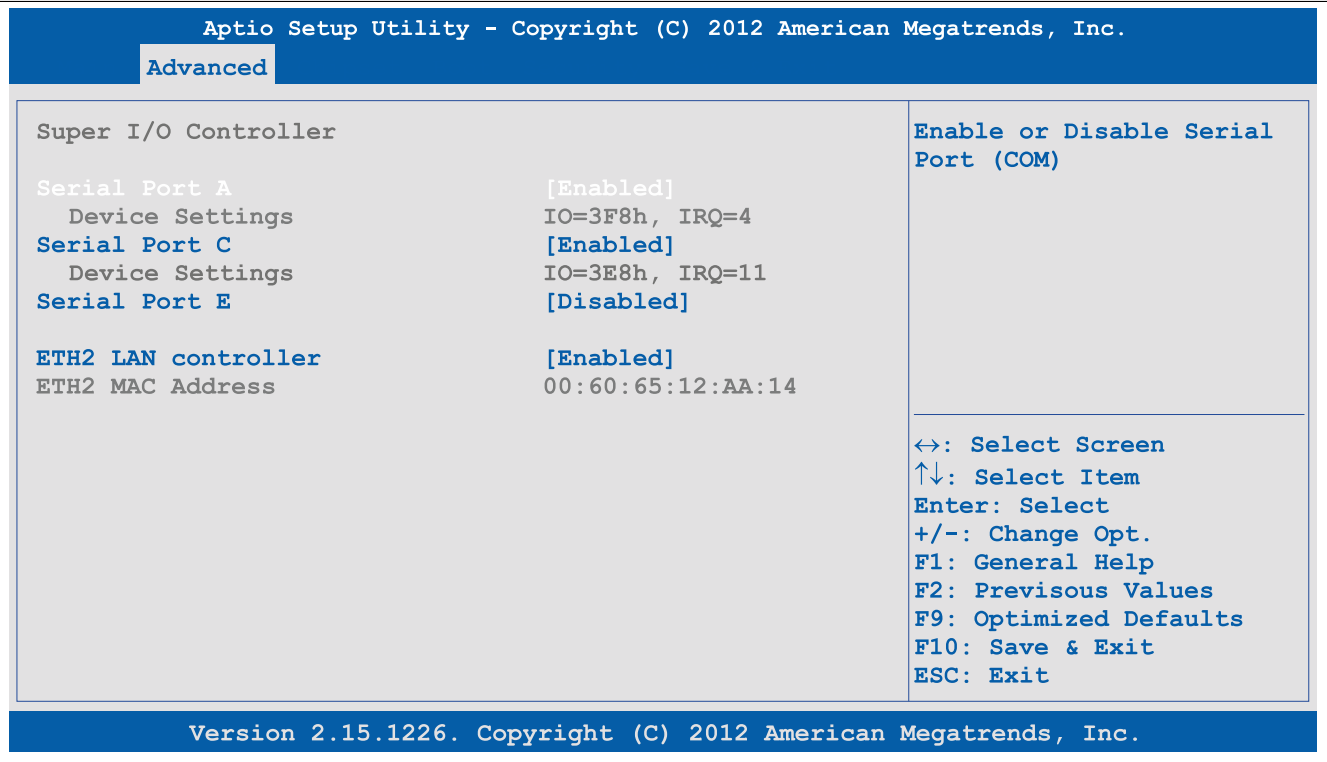 Aptio Setup Utility - Copyright (C) 2012 American Megatrends, Inc.
Advanced
Super I/O Controller
Serial Port A [Enabled]
Device Settings IO=3F8h, IRQ=4
Serial Port C [Enabled]
Device Settings IO=3E8h, IRQ=11
Serial Port E [Disabled]
ETH2 LAN controller [Enabled]
ETH2 MAC Address 00:60:65:12:AA:14
Enable or Disable Serial
Port (COM)
↔: Select Screen
↑↓: Select Item
Enter: Select
+/-: Change Opt.
F1: General Help
F2: Previsous Values
F9: Optimized Defaults
F10: Save & Exit
ESC: Exit
Version 2.15.1226. Copyright (C) 2012 American Megatrends, Inc.